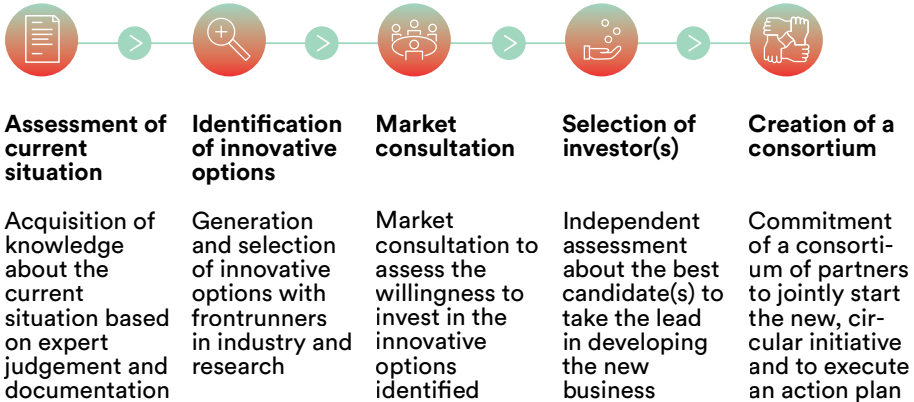 Assessment of
current
situation
Acquisition of
knowledge
about the
current
situation based
on expert
judgement and
documentation
Identification
of innovative
options
Generation
and selection
of innovative
options with
frontrunners
in industry and
research
Market
consultation
Market
consultation to
assess the
willingness to
invest in the
innovative
options
identified
Selection of
investor(s)
Independent
assessment
about the best
candidate(s) to
take the lead
in developing
the new
business
Creation of a
consortium
Commitment
of a consorti-
um of partners
to jointly start
the new, cir-
cular initiative
and to execute
an action plan